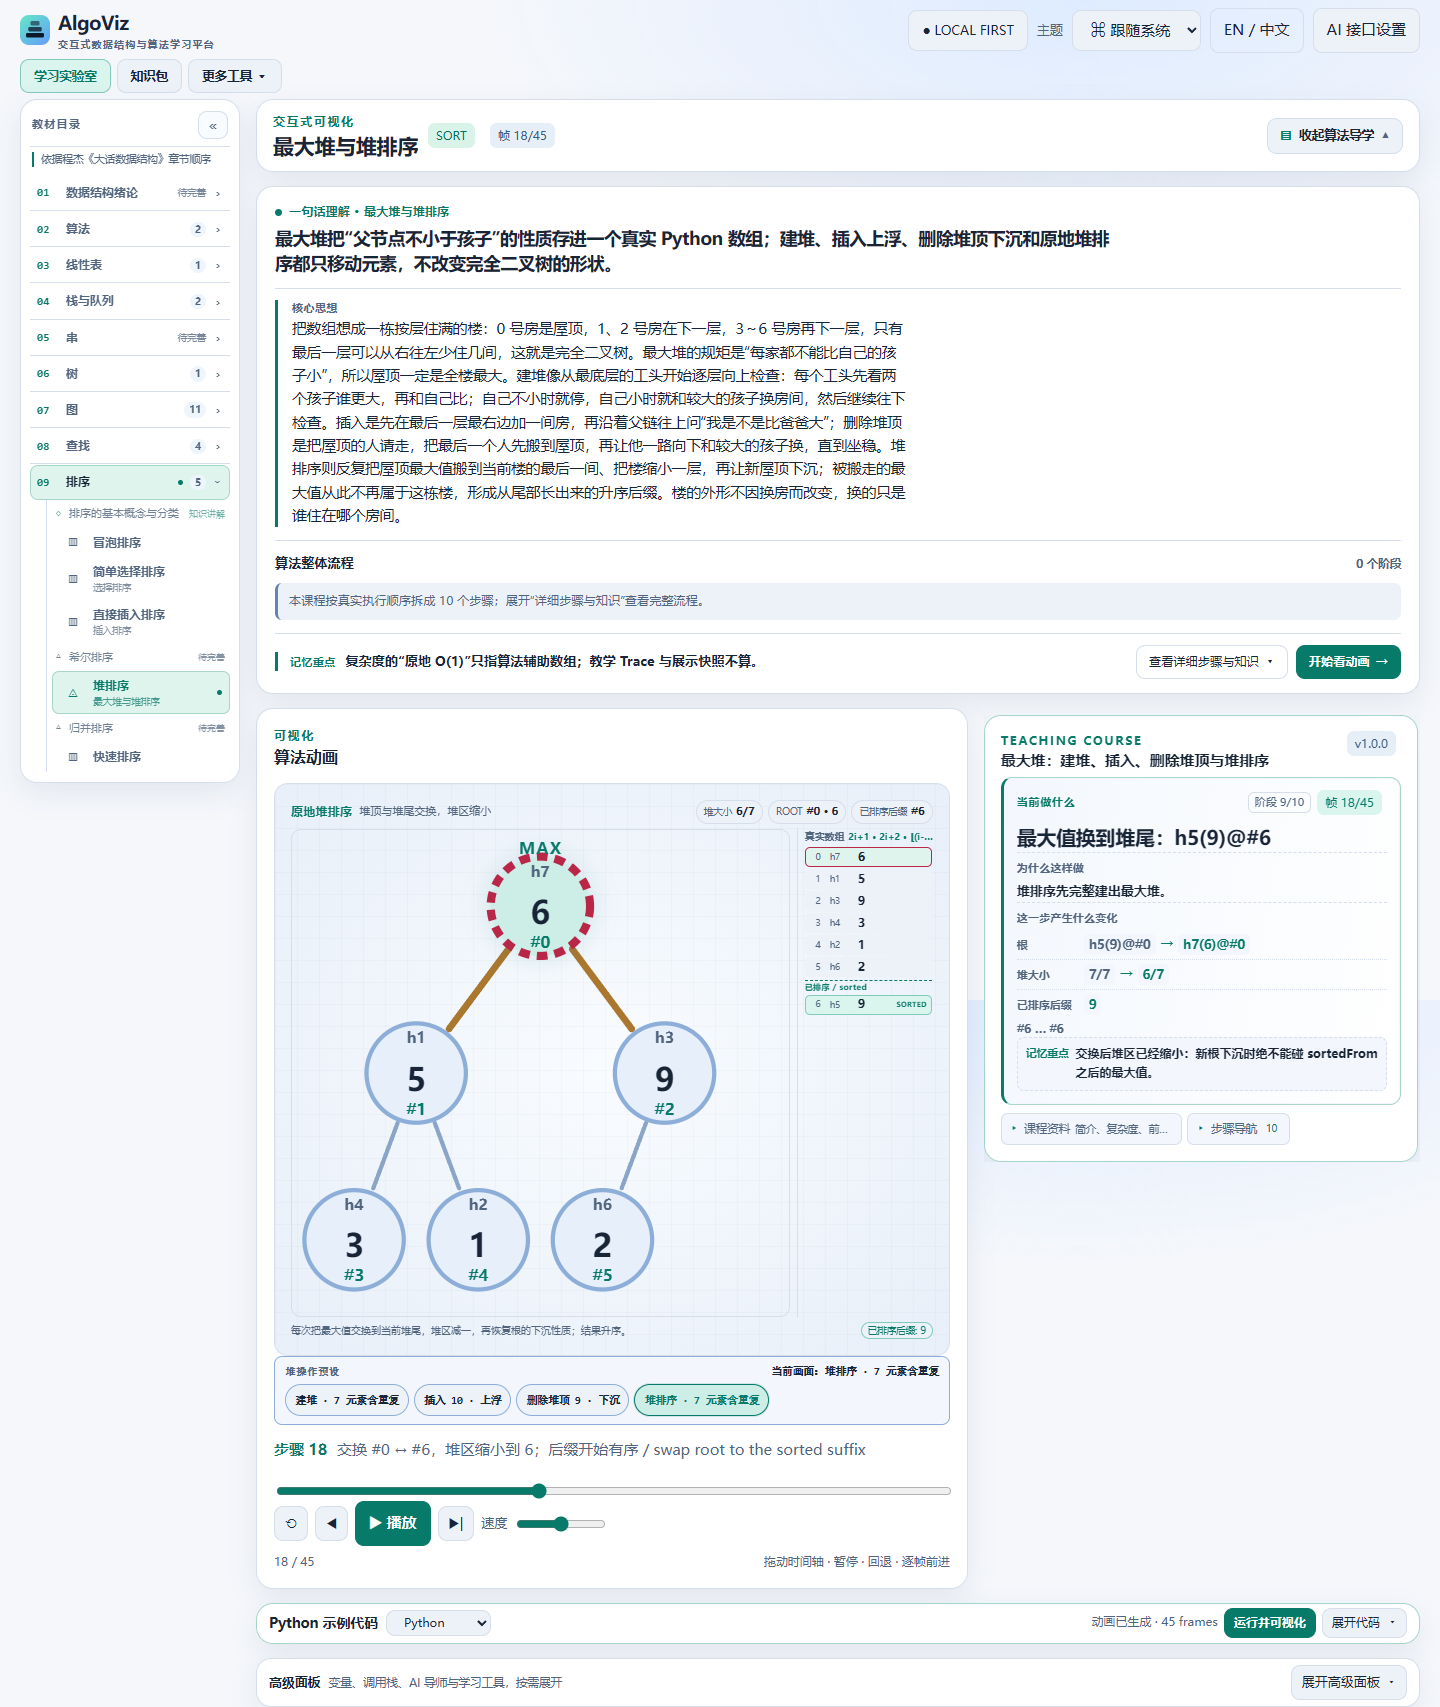 AlgoViz
交互式数据结构与算法学习平台
● LOCAL FIRST
主题
⌘ 跟随系统
EN / 中文
AI 接口设置
学习实验室
知识包
更多工具
教材目录
«
依据程杰《大话数据结构》章节顺序
01 数据结构绪论 待完善 ›
02 算法 2 ›
03 线性表 1 ›
04 栈与队列 2 ›
05 串 待完善 ›
06 树 1 ›
07 图 11 ›
08 查找 4 ›
09 排序 5
排序的基本概念与分类 知识讲解
冒泡排序
简单选择排序
选择排序
直接插入排序
插入排序
希尔排序 待完善
堆排序
最大堆与堆排序
归并排序 待完善
快速排序
交互式可视化
最大堆与堆排序
SORT
帧 18/45
收起算法导学
一句话理解 • 最大堆与堆排序
最大堆把“父节点不小于孩子”的性质存进一个真实 Python 数组；建堆、插入上浮、删除堆顶下沉和原地堆排
序都只移动元素，不改变完全二叉树的形状。
核心思想
把数组想成一栋按层住满的楼：0 号房是屋顶，1、2 号房在下一层，3～6 号房再下一层，只有
最后一层可以从右往左少住几间，这就是完全二叉树。最大堆的规矩是“每家都不能比自己的孩
子小”，所以屋顶一定是全楼最大。建堆像从最底层的工头开始逐层向上检查：每个工头先看两
个孩子谁更大，再和自己比；自己不小时就停，自己小时就和较大的孩子换房间，然后继续往下
检查。插入是先在最后一层最右边加一间房，再沿着父链往上问“我是不是比爸爸大”；删除堆顶
是把屋顶的人请走，把最后一个人先搬到屋顶，再让他一路向下和较大的孩子换，直到坐稳。堆
排序则反复把屋顶最大值搬到当前楼的最后一间、把楼缩小一层，再让新屋顶下沉；被搬走的最
大值从此不再属于这栋楼，形成从尾部长出来的升序后缀。楼的外形不因换房而改变，换的只是
谁住在哪个房间。
算法整体流程
0 个阶段
本课程按真实执行顺序拆成 10 个步骤；展开“详细步骤与知识”查看完整流程。
记忆重点 复杂度的“原地 O(1)”只指算法辅助数组；教学 Trace 与展示快照不算。
查看详细步骤与知识
开始看动画 →
可视化
算法动画
原地堆排序 堆顶与堆尾交换，堆区缩小
堆大小 6/7
ROOT #0 • 6
已排序后缀 #6
MAX
h7
6
#0
h1
5
#1
h3
9
#2
h4
3
#3
h2
1
#4
h6
2
#5
真实数组 2i+1 • 2i+2 • ⌊(i-...
0 h7 6
1 h1 5
2 h3 9
3 h4 3
4 h2 1
5 h6 2
已排序 / sorted
6 h5 9 SORTED
每次把最大值交换到当前堆尾，堆区减一，再恢复根的下沉性质；结果升序。
已排序后缀: 9
堆操作预设
当前画面: 堆排序 · 7 元素含重复
建堆 · 7 元素含重复
插入 10 · 上浮
删除堆顶 9 · 下沉
堆排序 · 7 元素含重复
步骤 18 交换 #0 ↔ #6，堆区缩小到 6；后缀开始有序 / swap root to the sorted suffix
▶ 播放
速度
18 / 45
拖动时间轴 · 暂停 · 回退 · 逐帧前进
TEACHING COURSE
最大堆：建堆、插入、删除堆顶与堆排序
v1.0.0
当前做什么
阶段 9/10
帧 18/45
最大值换到堆尾：h5(9)@#6
为什么这样做
堆排序先完整建出最大堆。
这一步产生什么变化
根 h5(9)@#0 → h7(6)@#0
堆大小 7/7 → 6/7
已排序后缀 9
#6 ... #6
记忆重点 交换后堆区已经缩小：新根下沉时绝不能碰 sortedFrom
之后的最大值。
课程资料 简介、复杂度、前...
步骤导航 10
Python 示例代码
Python
动画已生成 · 45 frames
运行并可视化
展开代码
高级面板 变量、调用栈、AI 导师与学习工具，按需展开
展开高级面板